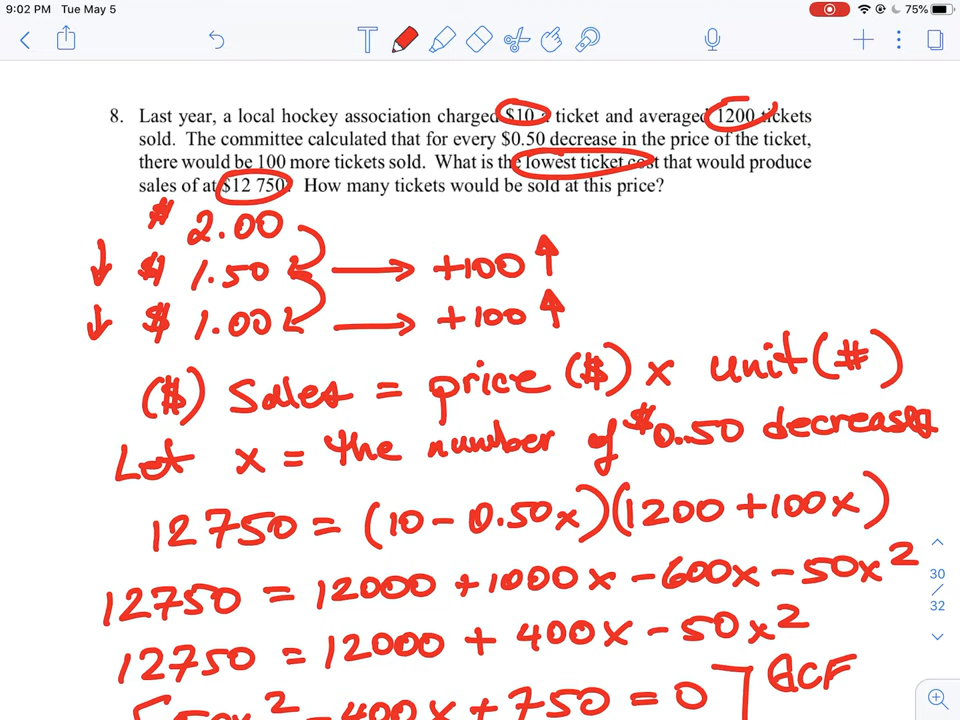 9:02 PM Tue May 5
75%
8. Last year, a local hockey association charged $10 a ticket and averaged 1200 tickets
sold. The committee calculated that for every $0.50 decrease in the price of the ticket,
there would be 100 more tickets sold. What is the lowest ticket cost that would produce
sales of at $12 750? How many tickets would be sold at this price?
$ 2.00
↓ $ 1.50 → +100 ↑
↓ $ 1.00 → +100 ↑
($) Sales = price ($) x unit (#)
Let x = the number of $0.50 decreases
12750 = (10 - 0.50x)(1200 + 100x)
12750 = 12000 + 1000x - 600x - 50x²
12750 = 12000 + 400x - 50x²
50x² - 400x + 750 = 0 GCF
30
/
32